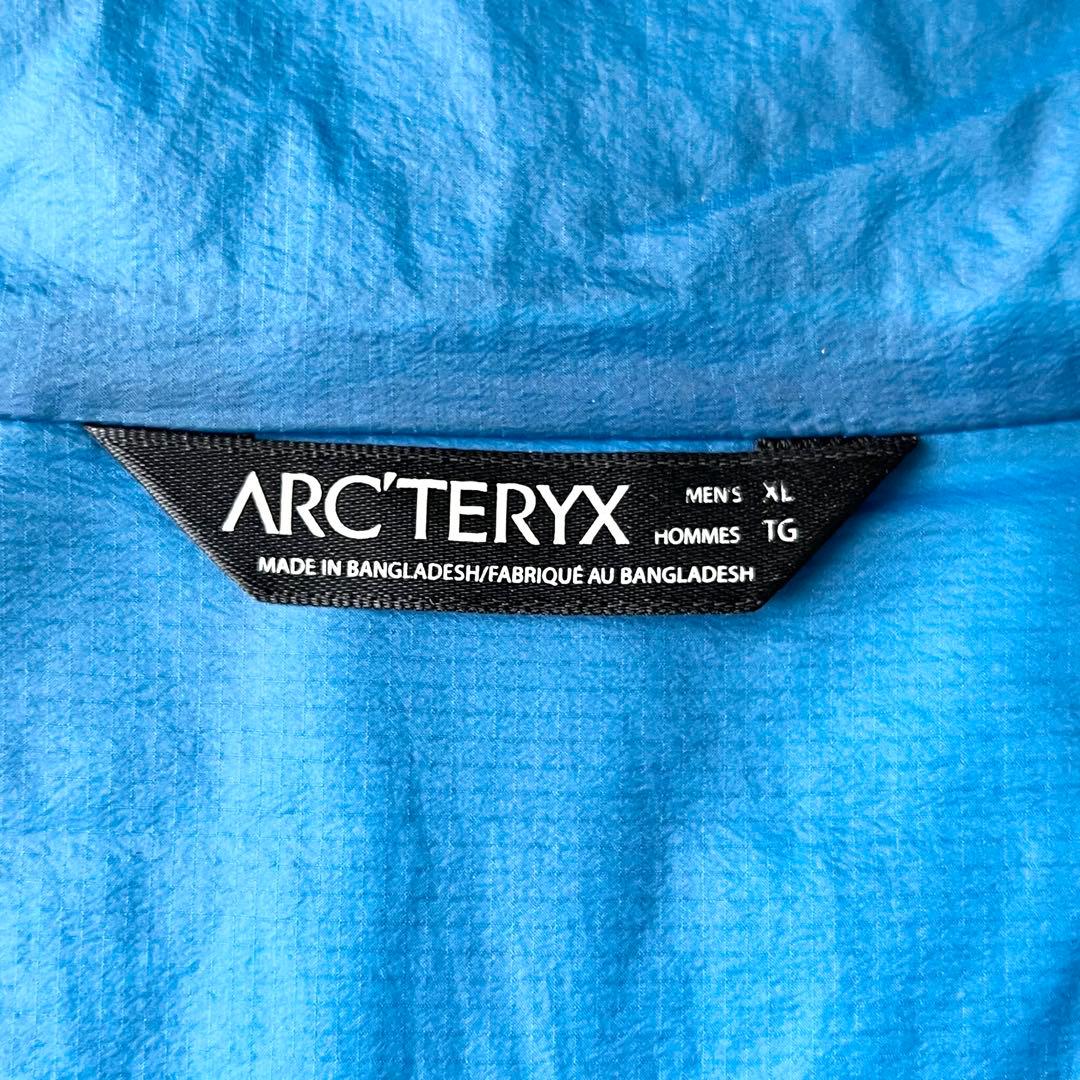 ARC'TERYX
MEN'S XL
HOMMES TG
MADE IN BANGLADESH/FABRIQUÉ AU BANGLADESH